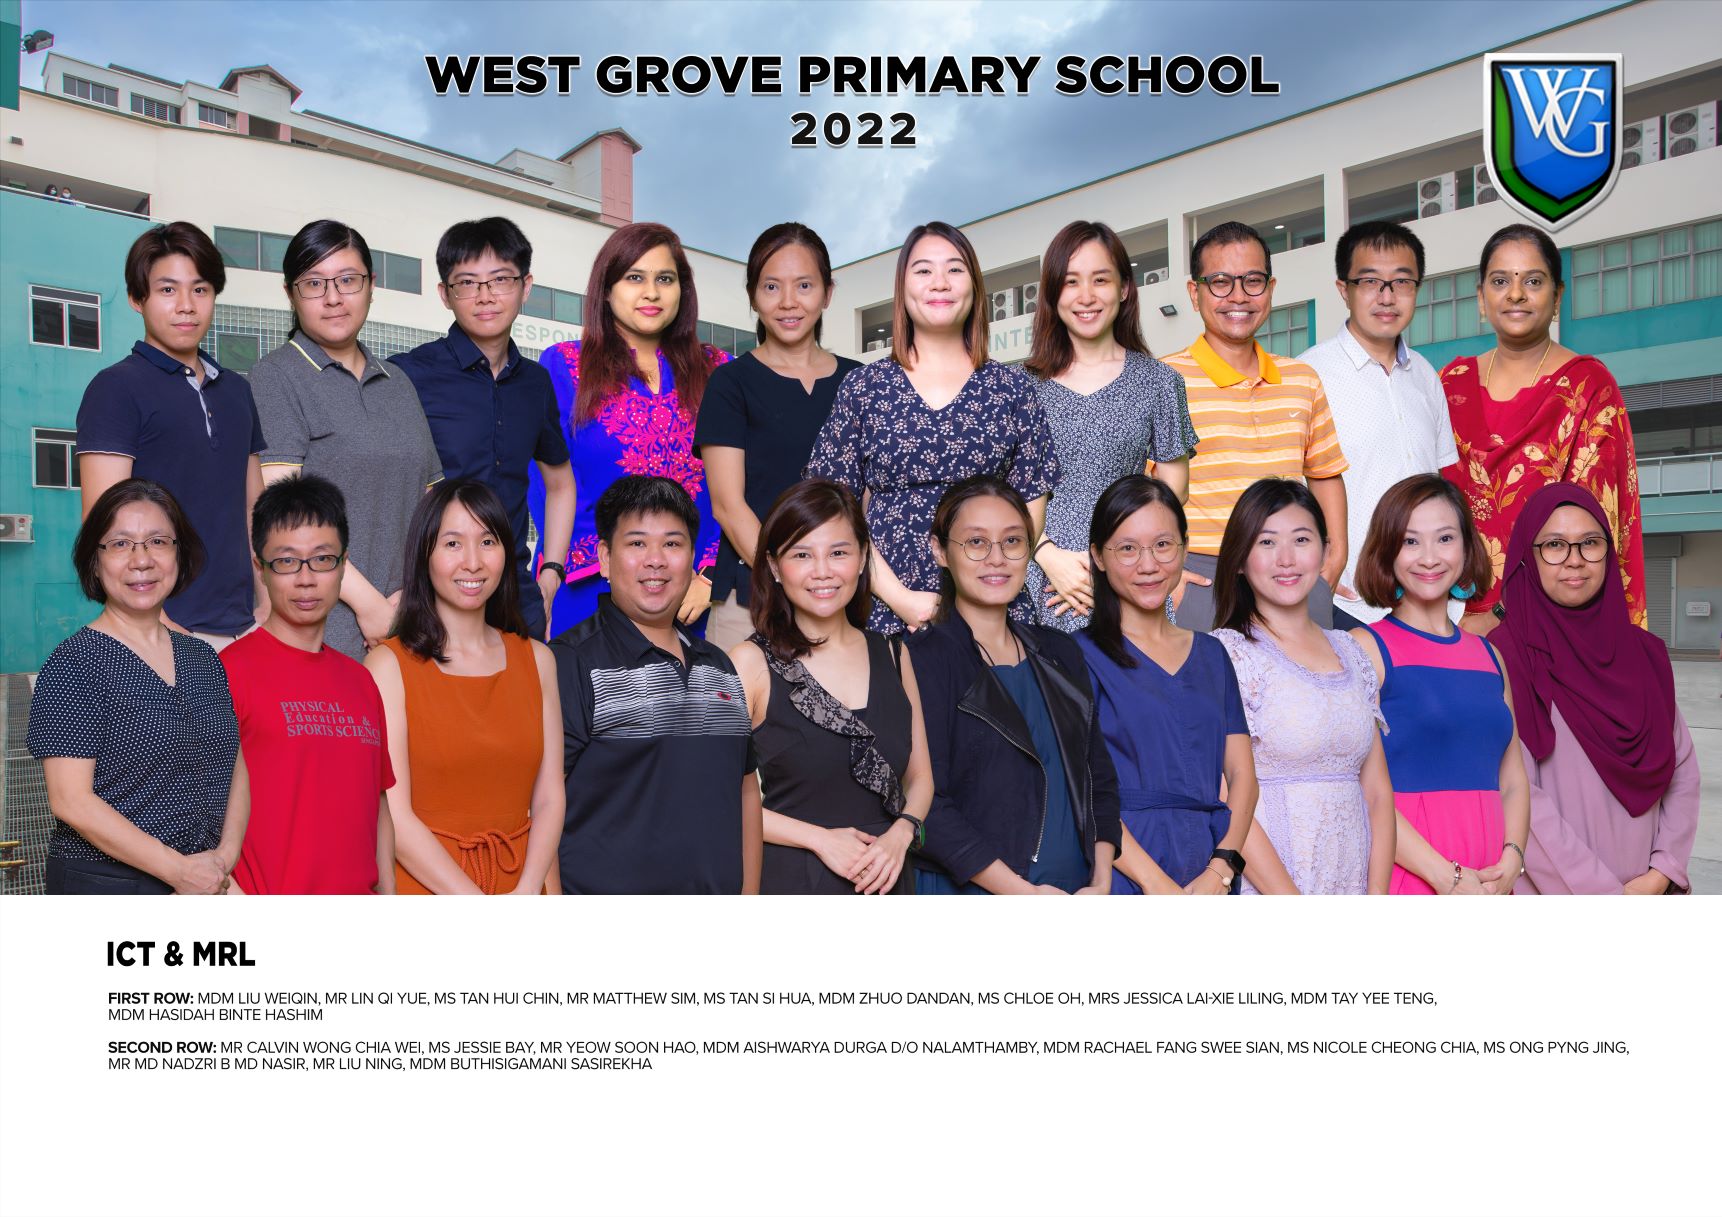 WEST GROVE PRIMARY SCHOOL
2022
WG
ESPON
INTE
PHYSICAL
Education &
SPORTS SCIENC
ICT & MRL
FIRST ROW: MDM LIU WEIQIN, MR LIN QI YUE, MS TAN HUI CHIN, MR MATTHEW SIM, MS TAN SI HUA, MDM ZHUO DANDAN, MS CHLOE OH, MRS JESSICA LAI-XIE LILING, MDM TAY YEE TENG,
MDM HASIDAH BINTE HASHIM
SECOND ROW: MR CALVIN WONG CHIA WEI, MS JESSIE BAY, MR YEOW SOON HAO, MDM AISHWARYA DURGA D/O NALAMTHAMBY, MDM RACHAEL FANG SWEE SIAN, MS NICOLE CHEONG CHIA, MS ONG PYNG JING,
MR MD NADZRI B MD NASIR, MR LIU NING, MDM BUTHISIGAMANI SASIREKHA